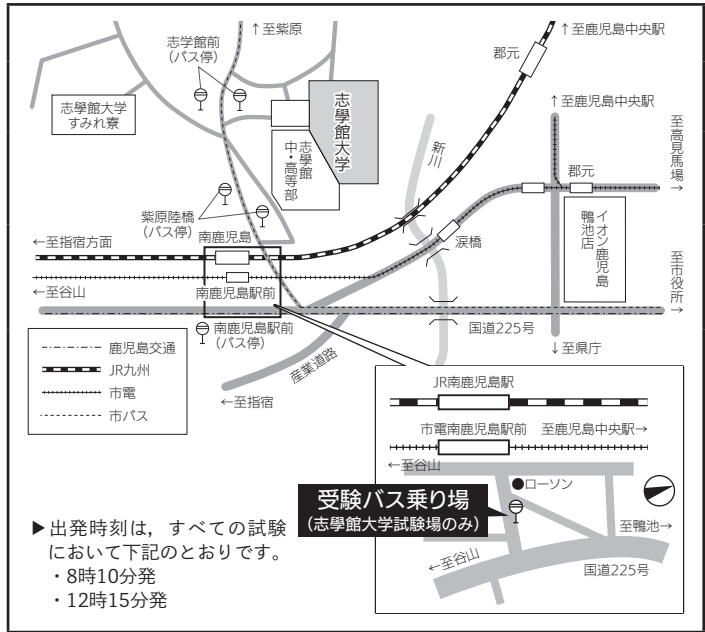 ↑至紫原
志学館前
（バス停）
↑至鹿児島中央駅
郡元
志學館大学
すみれ寮
志學館大学
志學館
中・高等部
新川
↑至鹿児島中央駅
至高見馬場→
郡元
紫原陸橋
（バス停）
涙橋
イオン鹿児島
鴨池店
←至指宿方面
南鹿児島
←至谷山
南鹿児島駅前
至市役所→
南鹿児島駅前
（バス停）
国道225号
↓至県庁
産業道路
←至指宿
鹿児島交通
JR九州
市電
市バス
JR南鹿児島駅
市電南鹿児島駅前
至鹿児島中央駅→
←至谷山
ローソン
受験バス乗り場
（志學館大学試験場のみ）
至鴨池→
←至谷山
国道225号
▶出発時刻は，すべての試験
において下記のとおりです。
・8時10分発
・12時15分発